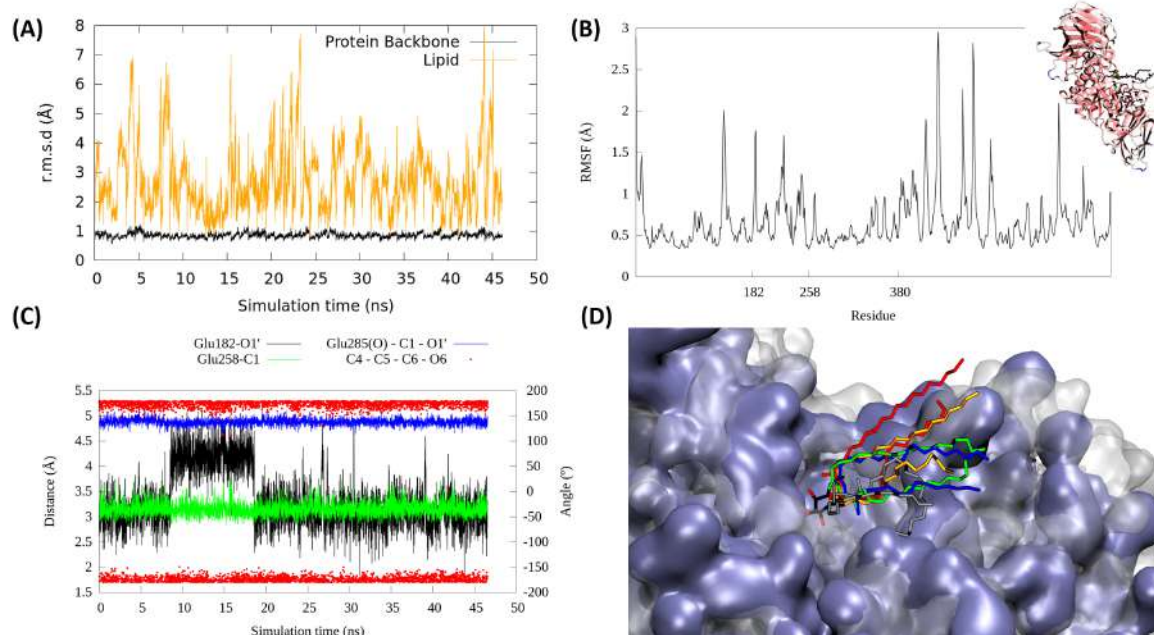 (A)
8
7
6
5
4
3
2
1
0
r.m.s.d (Å)
Protein Backbone
Lipid
0 5 10 15 20 25 30 35 40 45 50
Simulation time (ns)
(B)
3
2.5
2
1.5
1
0.5
0
RMSF (Å)
182 258 380
Residue
(C)
Glu182-O1' Glu285(O) - C1 - O1'
Glu258-C1 C4 - C5 - C6 - O6
5.5
5
4.5
4
3.5
3
2.5
2
1.5
Distance (Å)
200
150
100
50
0
-50
-100
-150
-200
Angle (º)
0 5 10 15 20 25 30 35 40 45 50
Simulation time (ns)
(D)